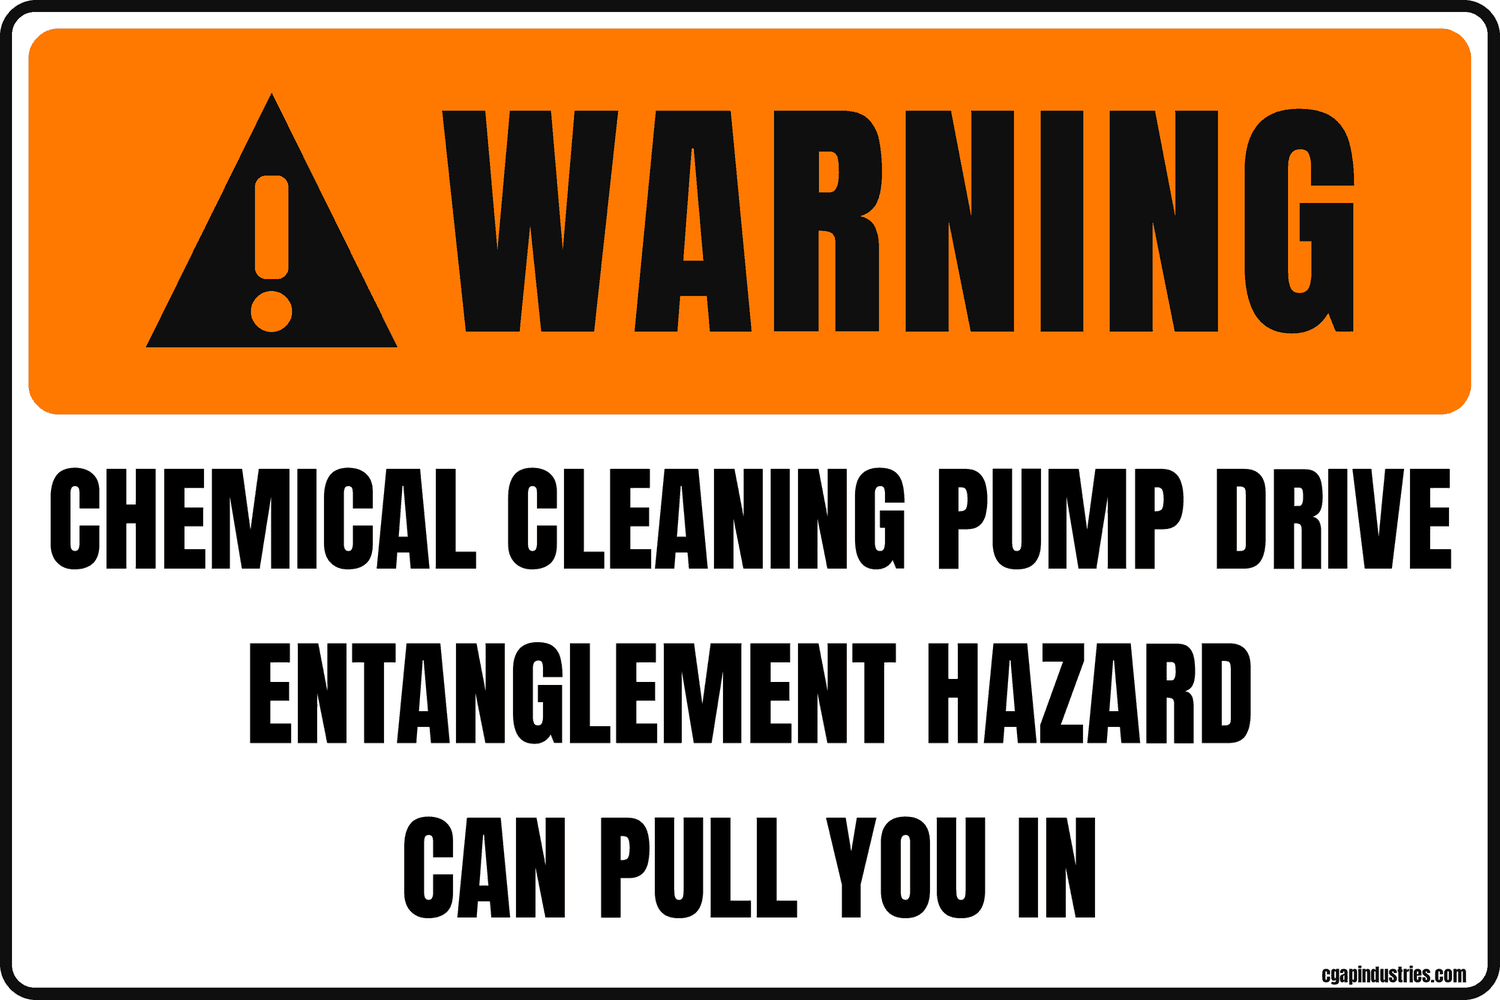 WARNING
CHEMICAL CLEANING PUMP DRIVE
ENTANGLEMENT HAZARD
CAN PULL YOU IN
cgapindustries.com